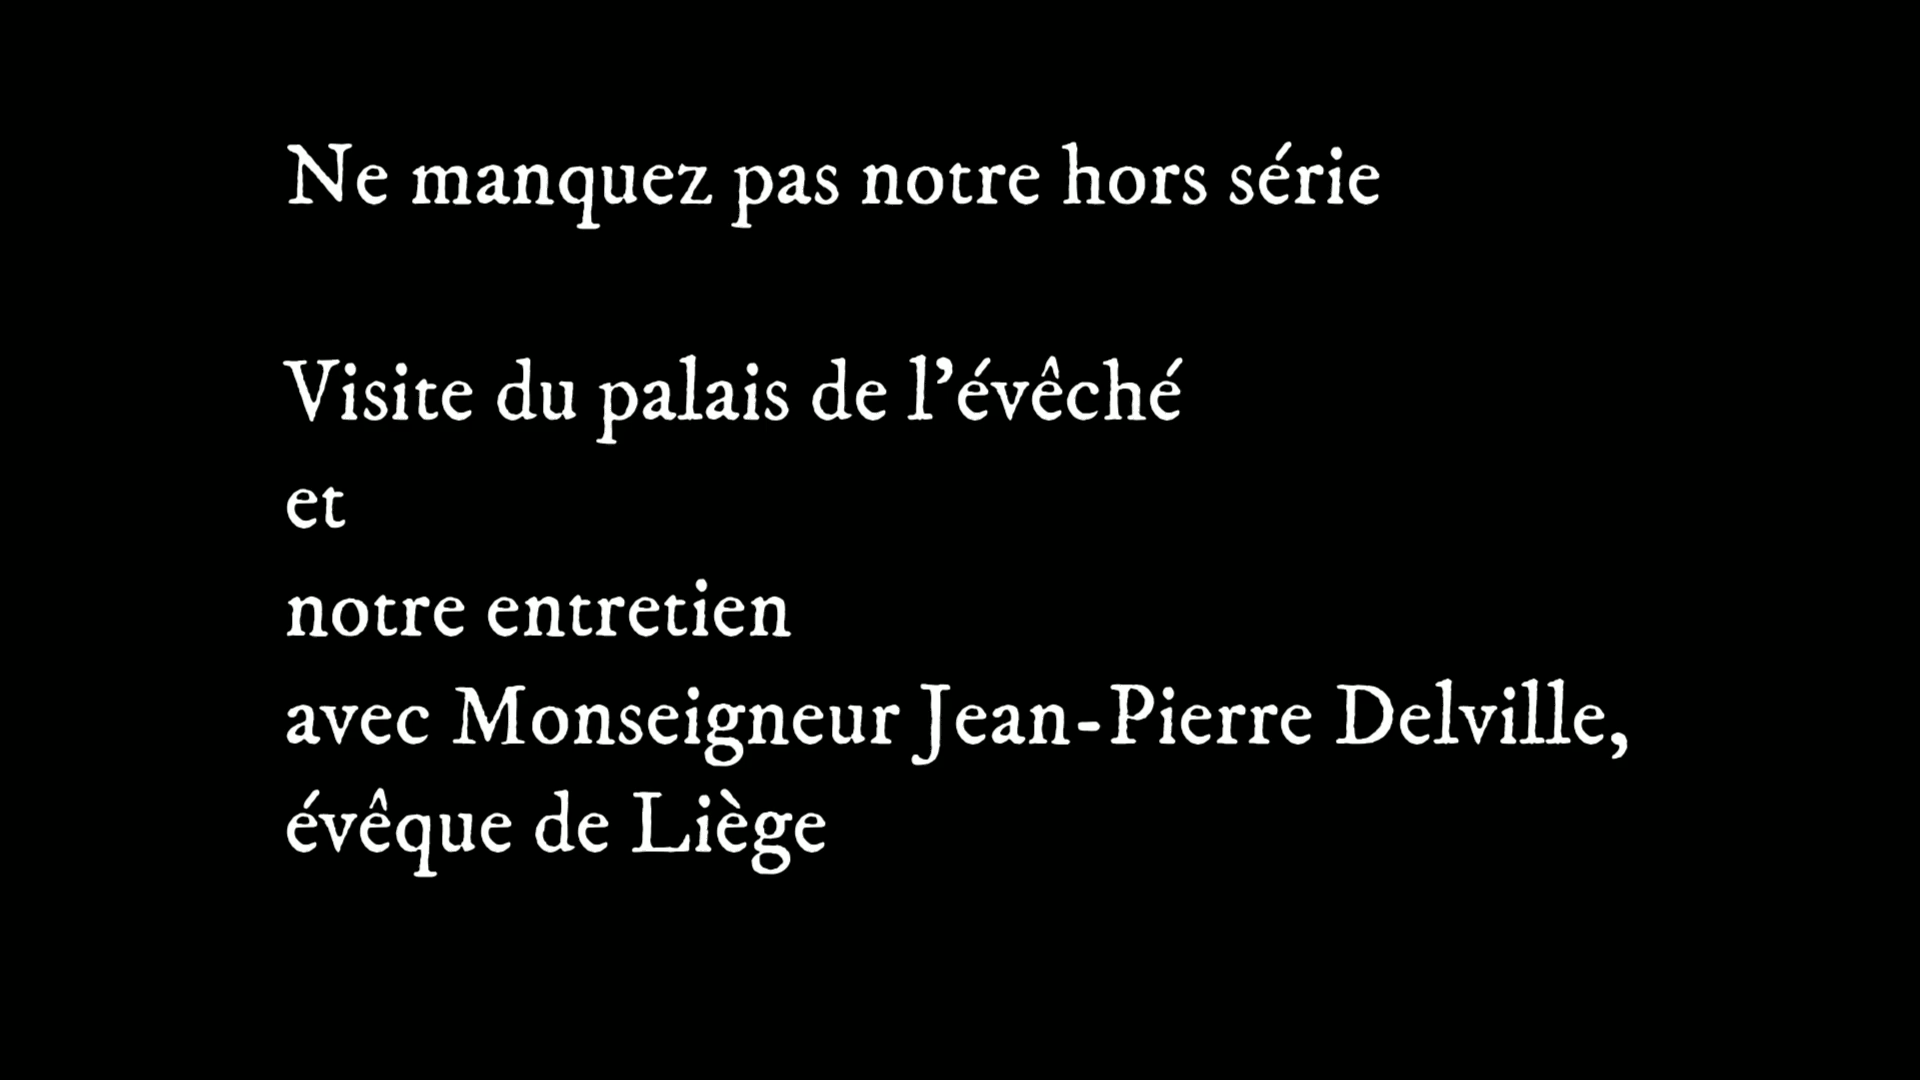 Ne manquez pas notre hors série
Visite du palais de l’évêché
et
notre entretien
avec Monseigneur Jean-Pierre Delville,
évêque de Liège